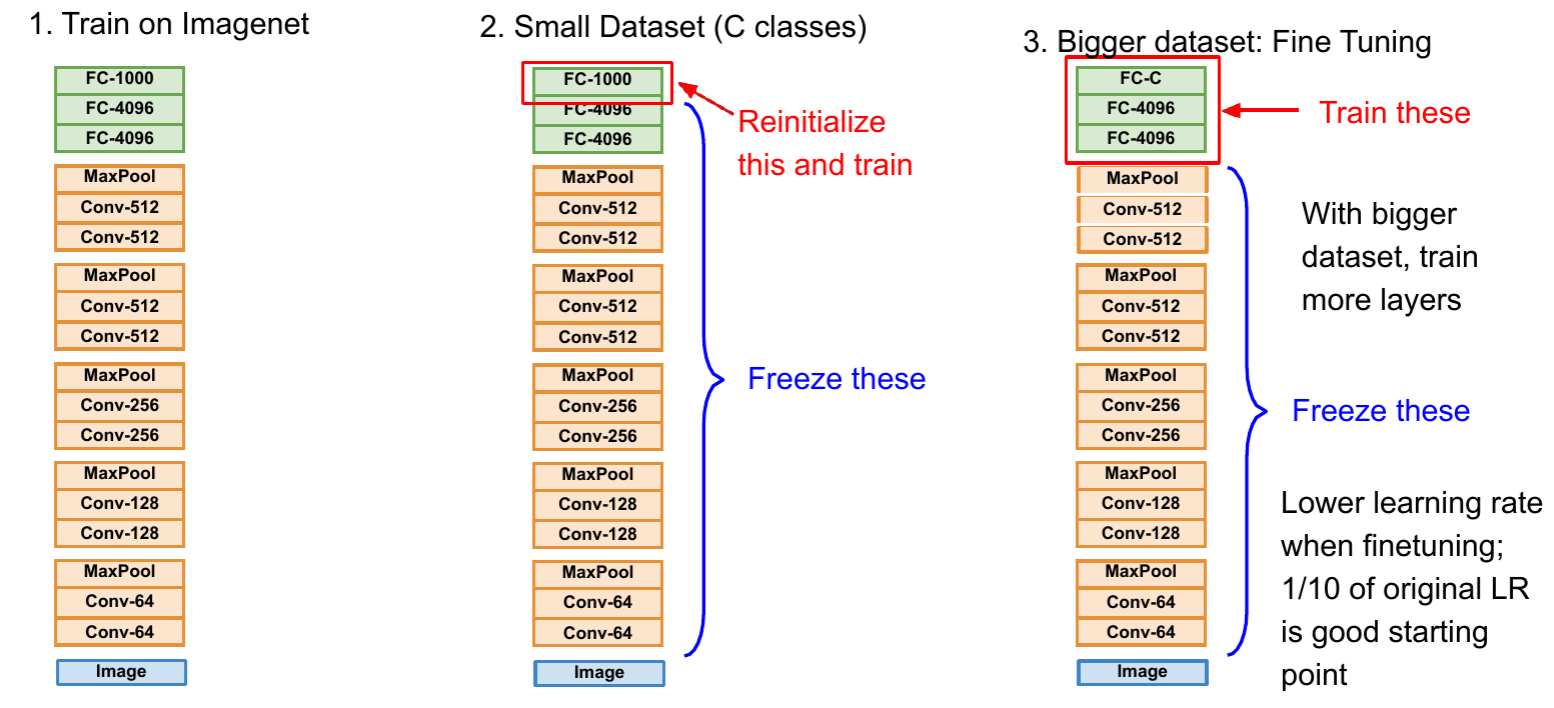 1. Train on Imagenet
FC-1000
FC-4096
FC-4096
MaxPool
Conv-512
Conv-512
MaxPool
Conv-512
Conv-512
MaxPool
Conv-256
Conv-256
MaxPool
Conv-128
Conv-128
MaxPool
Conv-64
Conv-64
Image
2. Small Dataset (C classes)
FC-1000
FC-4096
FC-4096
MaxPool
Conv-512
Conv-512
MaxPool
Conv-512
Conv-512
MaxPool
Conv-256
Conv-256
MaxPool
Conv-128
Conv-128
MaxPool
Conv-64
Conv-64
Image
Reinitialize
this and train
Freeze these
3. Bigger dataset: Fine Tuning
FC-C
FC-4096
FC-4096
MaxPool
Conv-512
Conv-512
MaxPool
Conv-512
Conv-512
MaxPool
Conv-256
Conv-256
MaxPool
Conv-128
Conv-128
MaxPool
Conv-64
Conv-64
Image
Train these
With bigger
dataset, train
more layers
Freeze these
Lower learning rate
when finetuning;
1/10 of original LR
is good starting
point